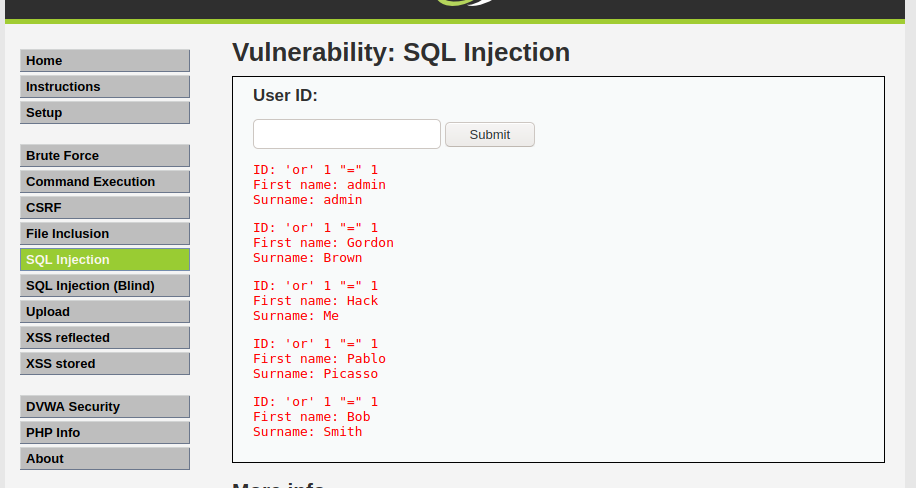 Home
Instructions
Setup
Brute Force
Command Execution
CSRF
File Inclusion
SQL Injection
SQL Injection (Blind)
Upload
XSS reflected
XSS stored
DVWA Security
PHP Info
About
Vulnerability: SQL Injection
User ID:
Submit
ID: 'or' 1 "=" 1
First name: admin
Surname: admin
ID: 'or' 1 "=" 1
First name: Gordon
Surname: Brown
ID: 'or' 1 "=" 1
First name: Hack
Surname: Me
ID: 'or' 1 "=" 1
First name: Pablo
Surname: Picasso
ID: 'or' 1 "=" 1
First name: Bob
Surname: Smith
More info